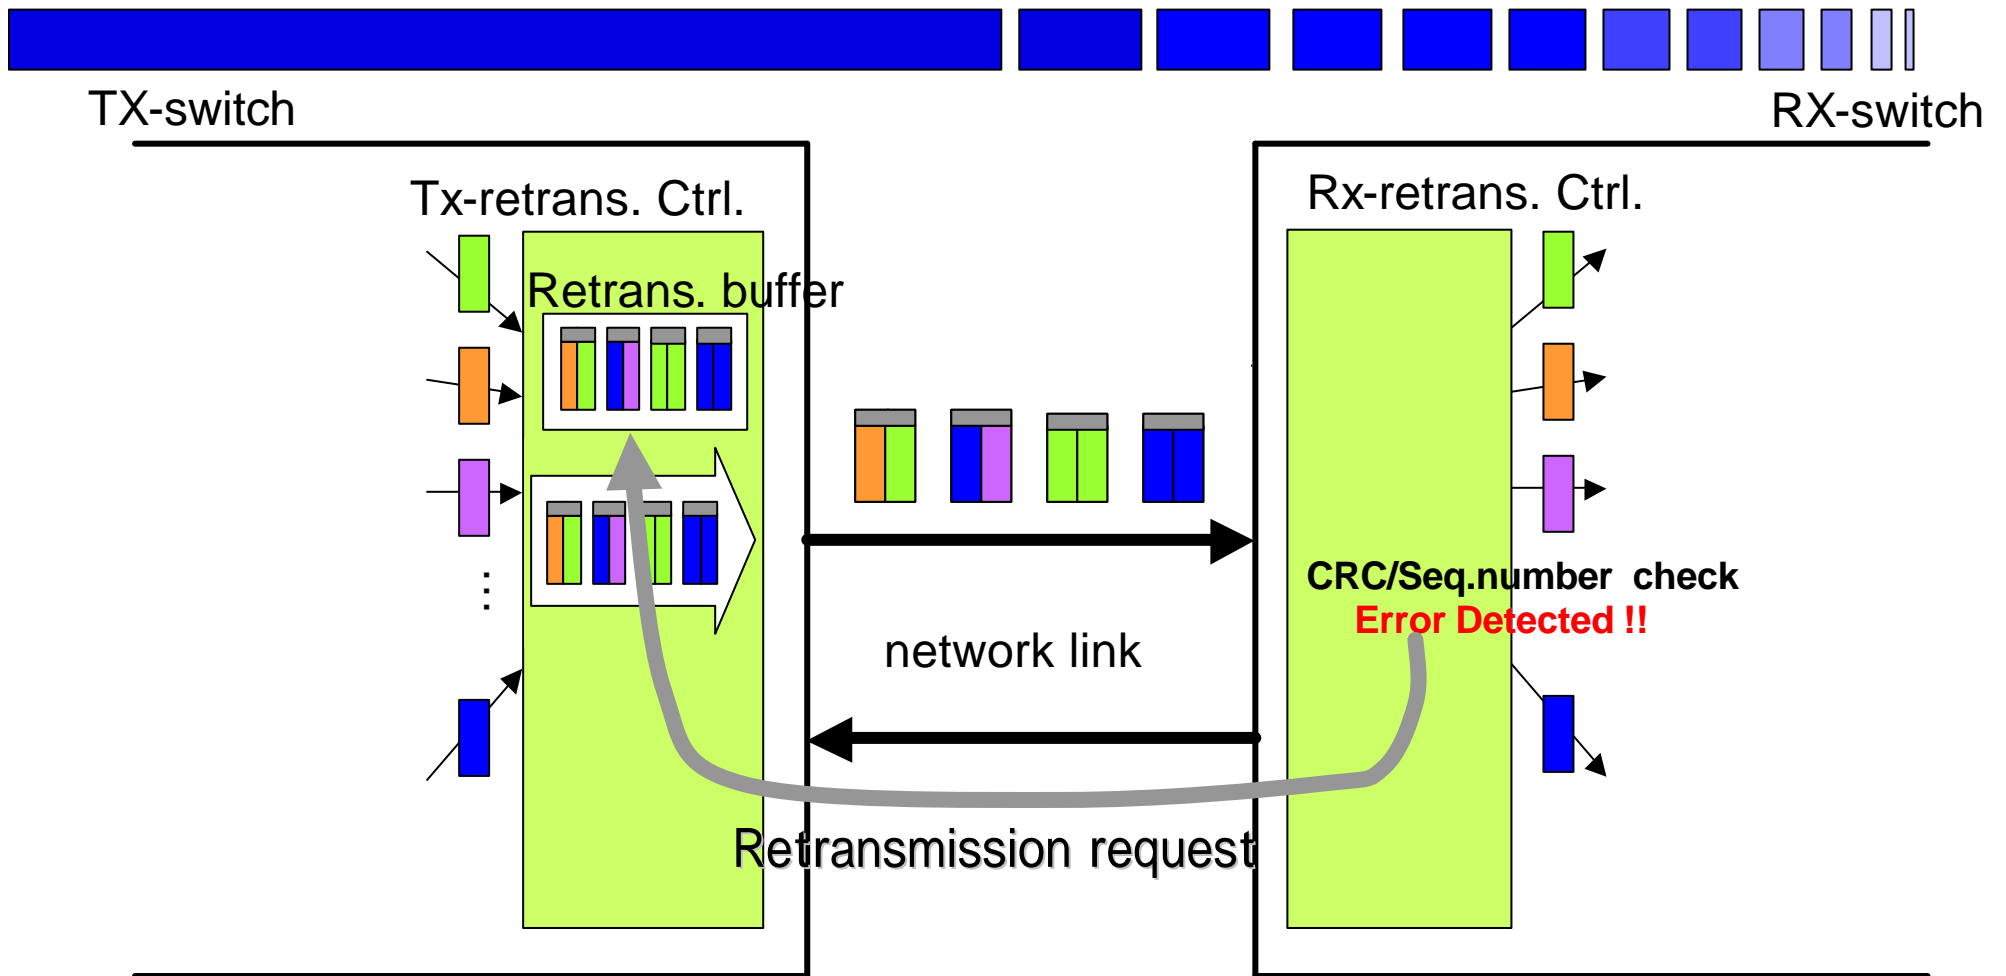 TX-switch
RX-switch
Tx-retrans. Ctrl.
Rx-retrans. Ctrl.
Retrans. buffer
...
CRC/Seq.number check
Error Detected !!
network link
Retransmission request